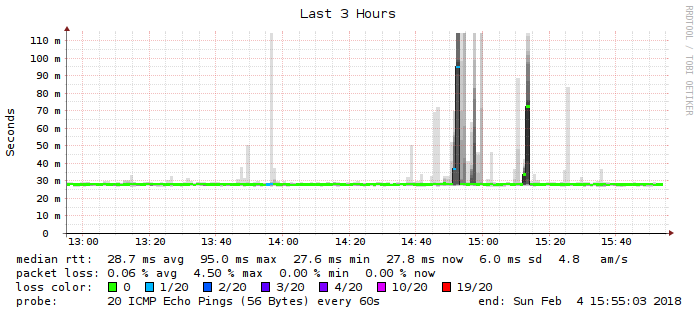 Last 3 Hours
RRDTOOL / TOBI OETIKER
Seconds
110 m
100 m
90 m
80 m
70 m
60 m
50 m
40 m
30 m
20 m
10 m
0
13:00 13:20 13:40 14:00 14:20 14:40 15:00 15:20 15:40
median rtt: 28.7 ms avg 95.0 ms max 27.6 ms min 27.8 ms now 6.0 ms sd 4.8 am/s
packet loss: 0.06 % avg 4.50 % max 0.00 % min 0.00 % now
loss color: 0 1/20 2/20 3/20 4/20 10/20 19/20
probe: 20 ICMP Echo Pings (56 Bytes) every 60s end: Sun Feb 4 15:55:03 2018